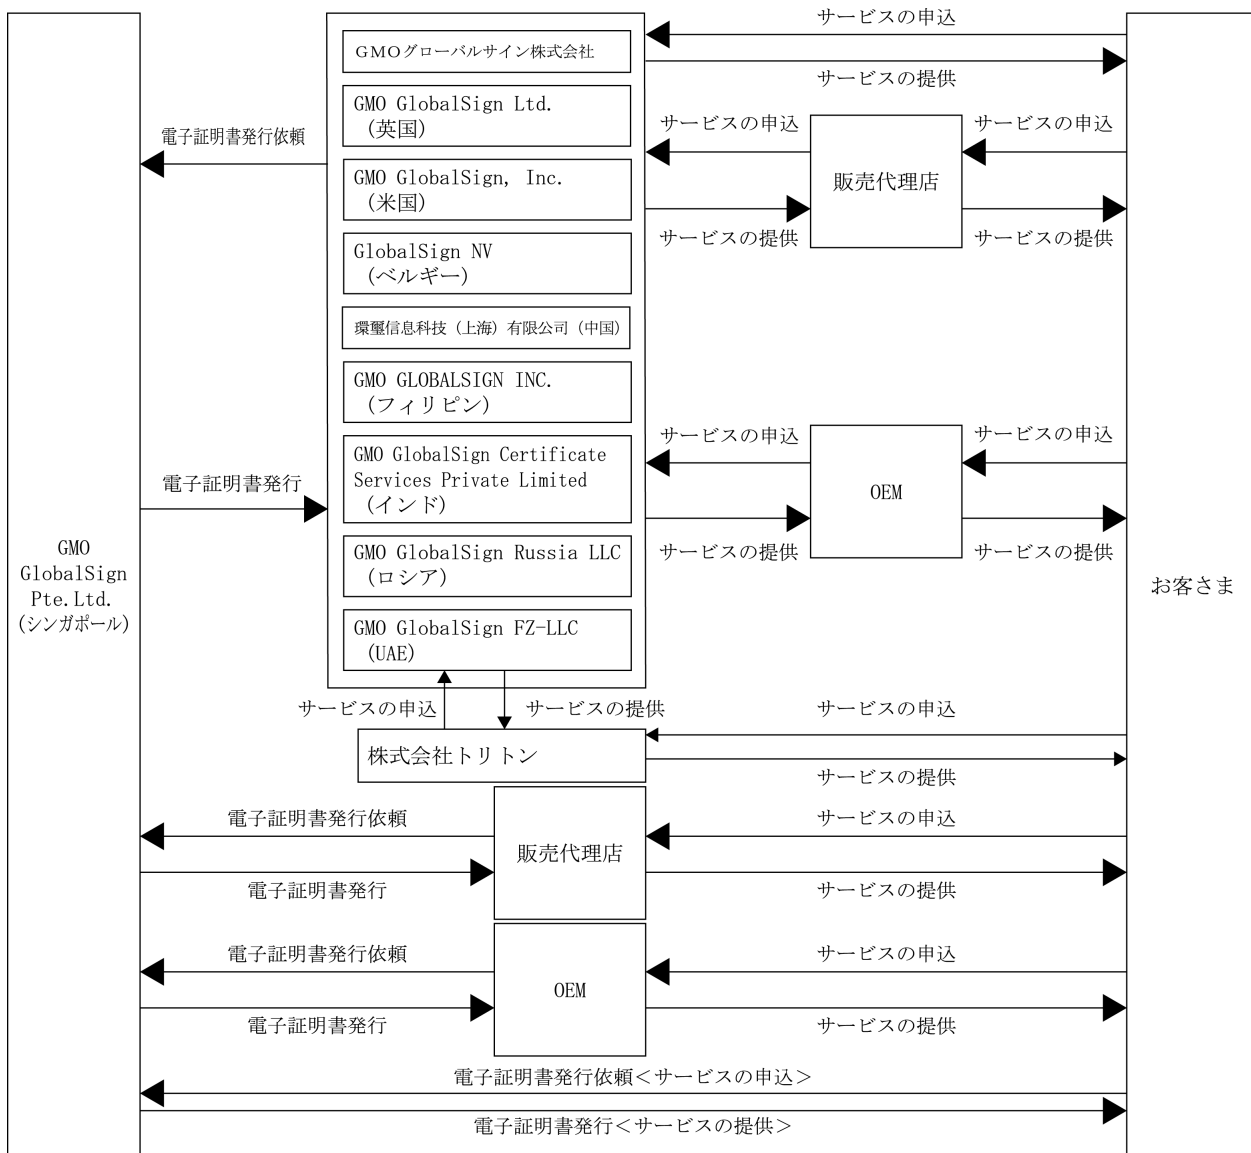 サービスの申込
GMOグローバルサイン株式会社
サービスの提供
GMO GlobalSign Ltd.
(英国)
電子証明書発行依頼
サービスの申込
サービスの申込
GMO GlobalSign, Inc.
(米国)
販売代理店
サービスの提供
サービスの提供
GlobalSign NV
(ベルギー)
環璽信息科技(上海)有限公司(中国)
GMO GLOBALSIGN INC.
(フィリピン)
サービスの申込
サービスの申込
GMO GlobalSign Certificate
Services Private Limited
(インド)
電子証明書発行
OEM
サービスの提供
サービスの提供
GMO
GlobalSign
Pte.Ltd.
(シンガポール)
GMO GlobalSign Russia LLC
(ロシア)
お客さま
GMO GlobalSign FZ-LLC
(UAE)
サービスの申込
サービスの提供
サービスの申込
株式会社トリトン
サービスの提供
電子証明書発行依頼
サービスの申込
販売代理店
電子証明書発行
サービスの提供
電子証明書発行依頼
サービスの申込
OEM
電子証明書発行
サービスの提供
電子証明書発行依頼<サービスの申込>
電子証明書発行<サービスの提供>